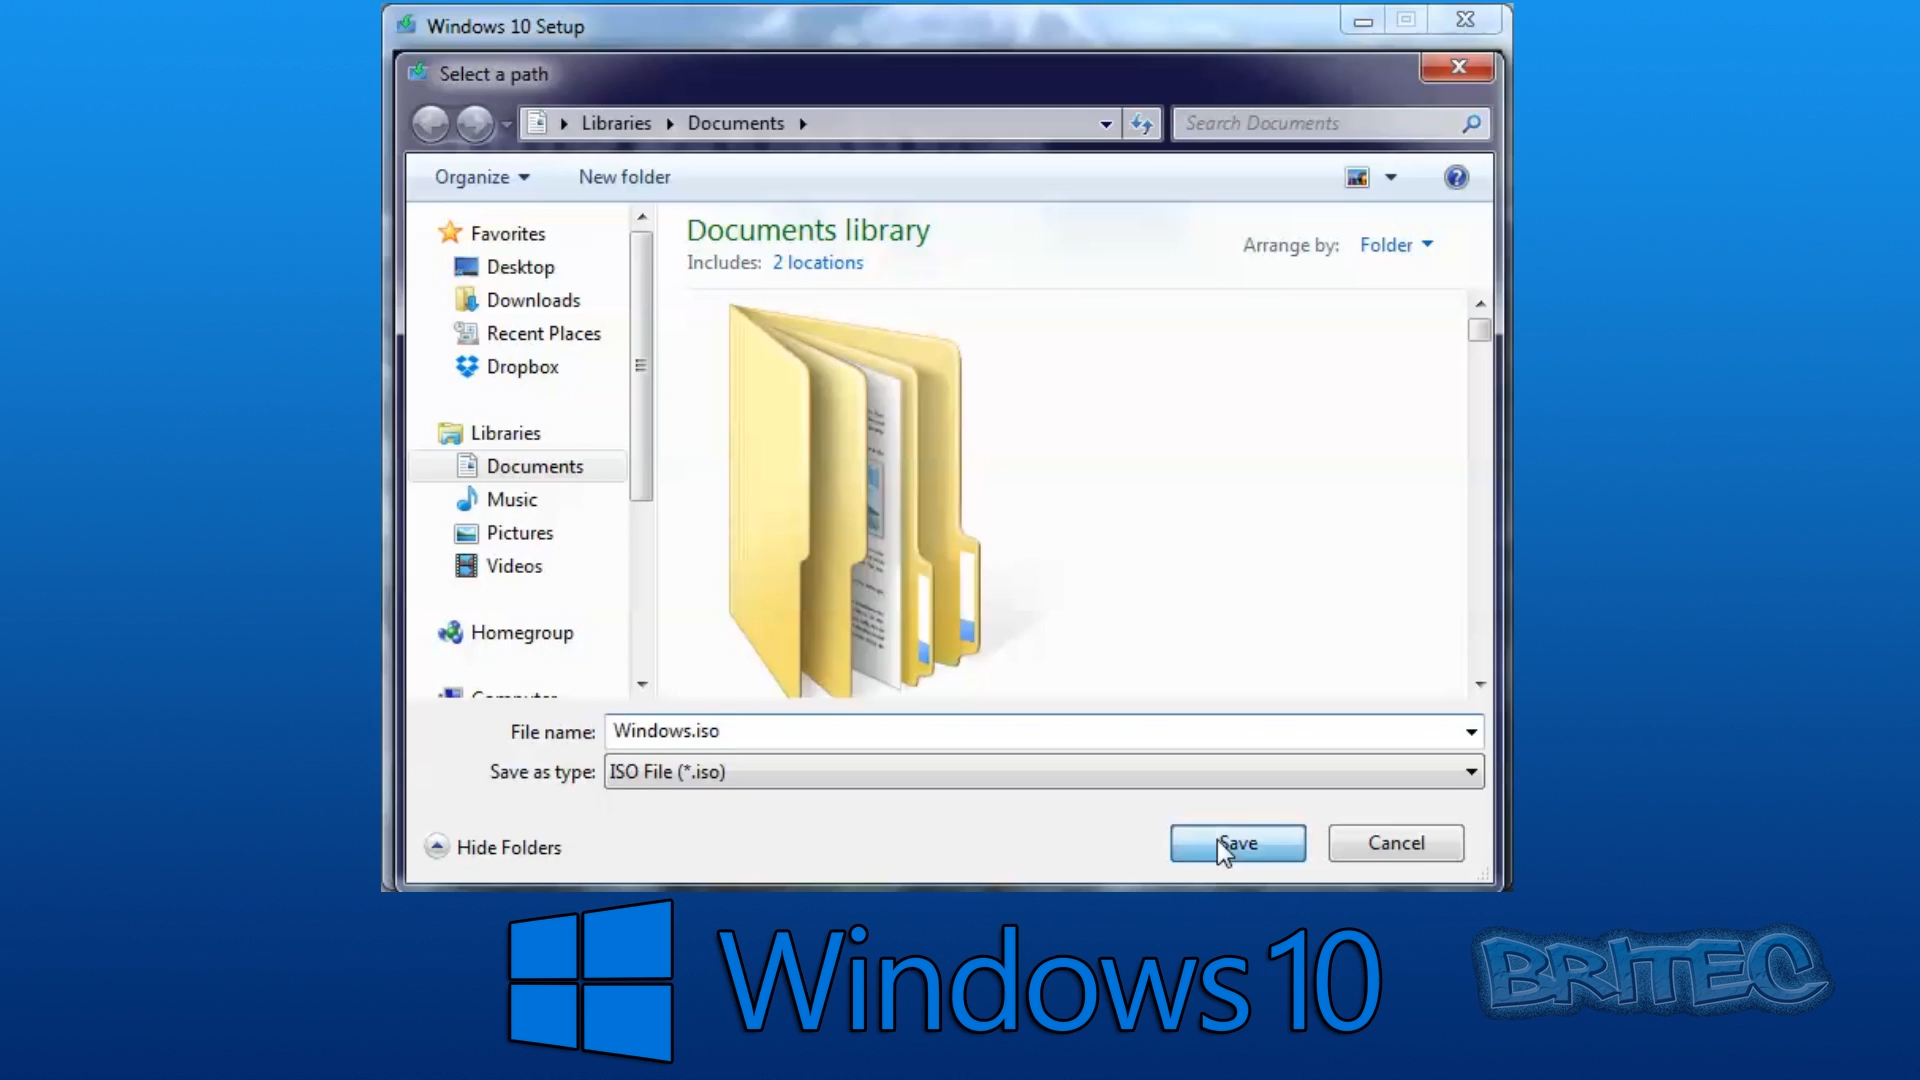 Windows 10 Setup
Select a path
Libraries Documents
Search Documents
Organize
New folder
Favorites
Desktop
Downloads
Recent Places
Dropbox
Libraries
Documents
Music
Pictures
Videos
Homegroup
Computer
Documents library
Includes: 2 locations
Arrange by: Folder
File name: Windows.iso
Save as type: ISO File (*.iso)
Hide Folders
Save
Cancel
Windows 10
BRITEC